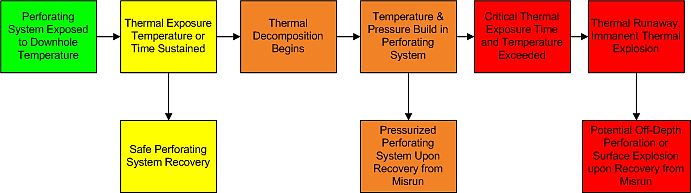 Perforating
System Exposed
to Downhole
Temperature
Thermal Exposure
Temperature or
Time Sustained
Thermal
Decomposition
Begins
Temperature &
Pressure Build in
Perforating
System
Critical Thermal
Exposure Time
and Temperature
Exceeded
Thermal Runaway,
Immanent Thermal
Explosion
Safe Perforating
System Recovery
Pressurized
Perforating
System Upon
Recovery from
Misrun
Potential Off-Depth
Perforation or
Surface Explosion
upon Recovery from
Misrun